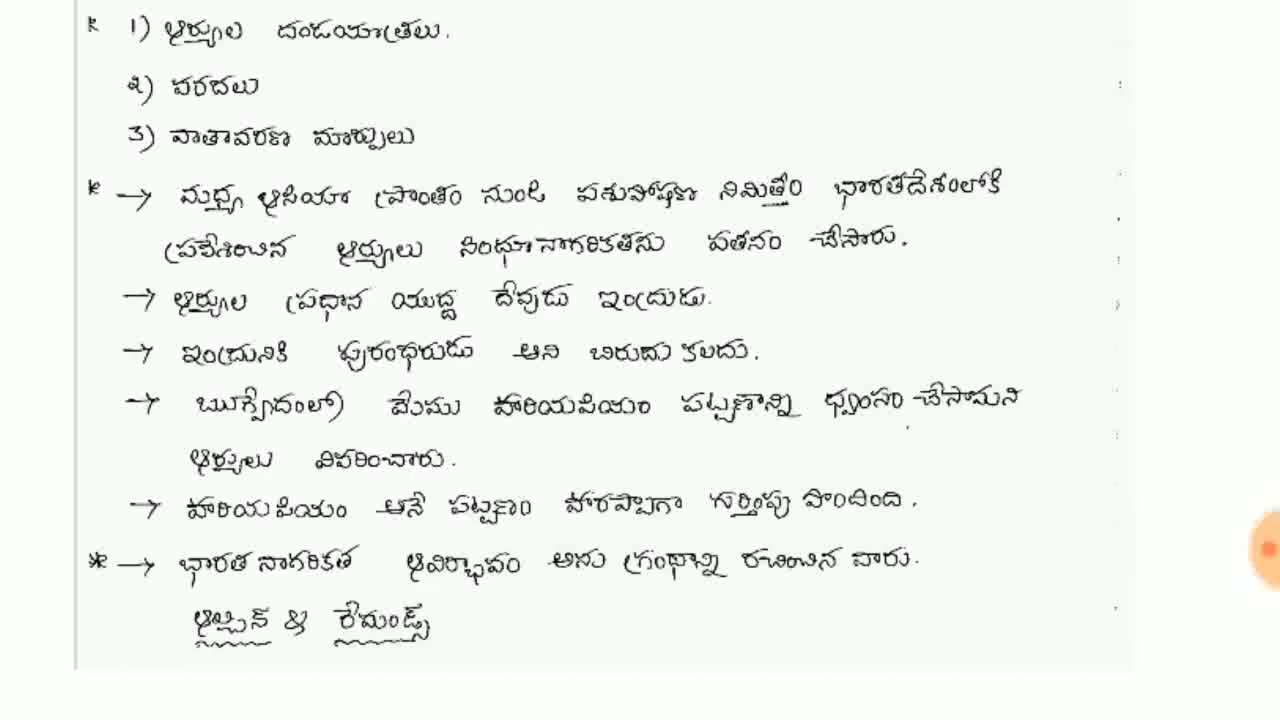 * 1) ఆర్యుల దండయాత్రలు.
2) వరదలు
3) వాతావరణ మార్పులు
* → మధ్య ఆసియా ప్రాంతం నుండి పశుపోషణ నిమిత్తం భారతదేశంలోకి
ప్రవేశించిన ఆర్యులు సింధూ నాగరికతను పతనం చేసారు.
→ ఆర్యుల ప్రధాన యుద్ద దేవుడు ఇంద్రుడు.
→ ఇంద్రునికి పురంధరుడు అని బిరుదు కలదు.
→ ఋగ్వేదంలో మేము హరియపియం పట్టణాన్ని ధ్వంసం చేసామని
ఆర్యులు వివరించారు.
→ హరియపియం అనే పట్టణం హరప్పాగా గుర్తింపు పొందింది.
* → భారత నాగరికత ఆవిర్భావం అను గ్రంథాన్ని రచించిన వారు.
ఆల్చిన్ & రేమండ్స్